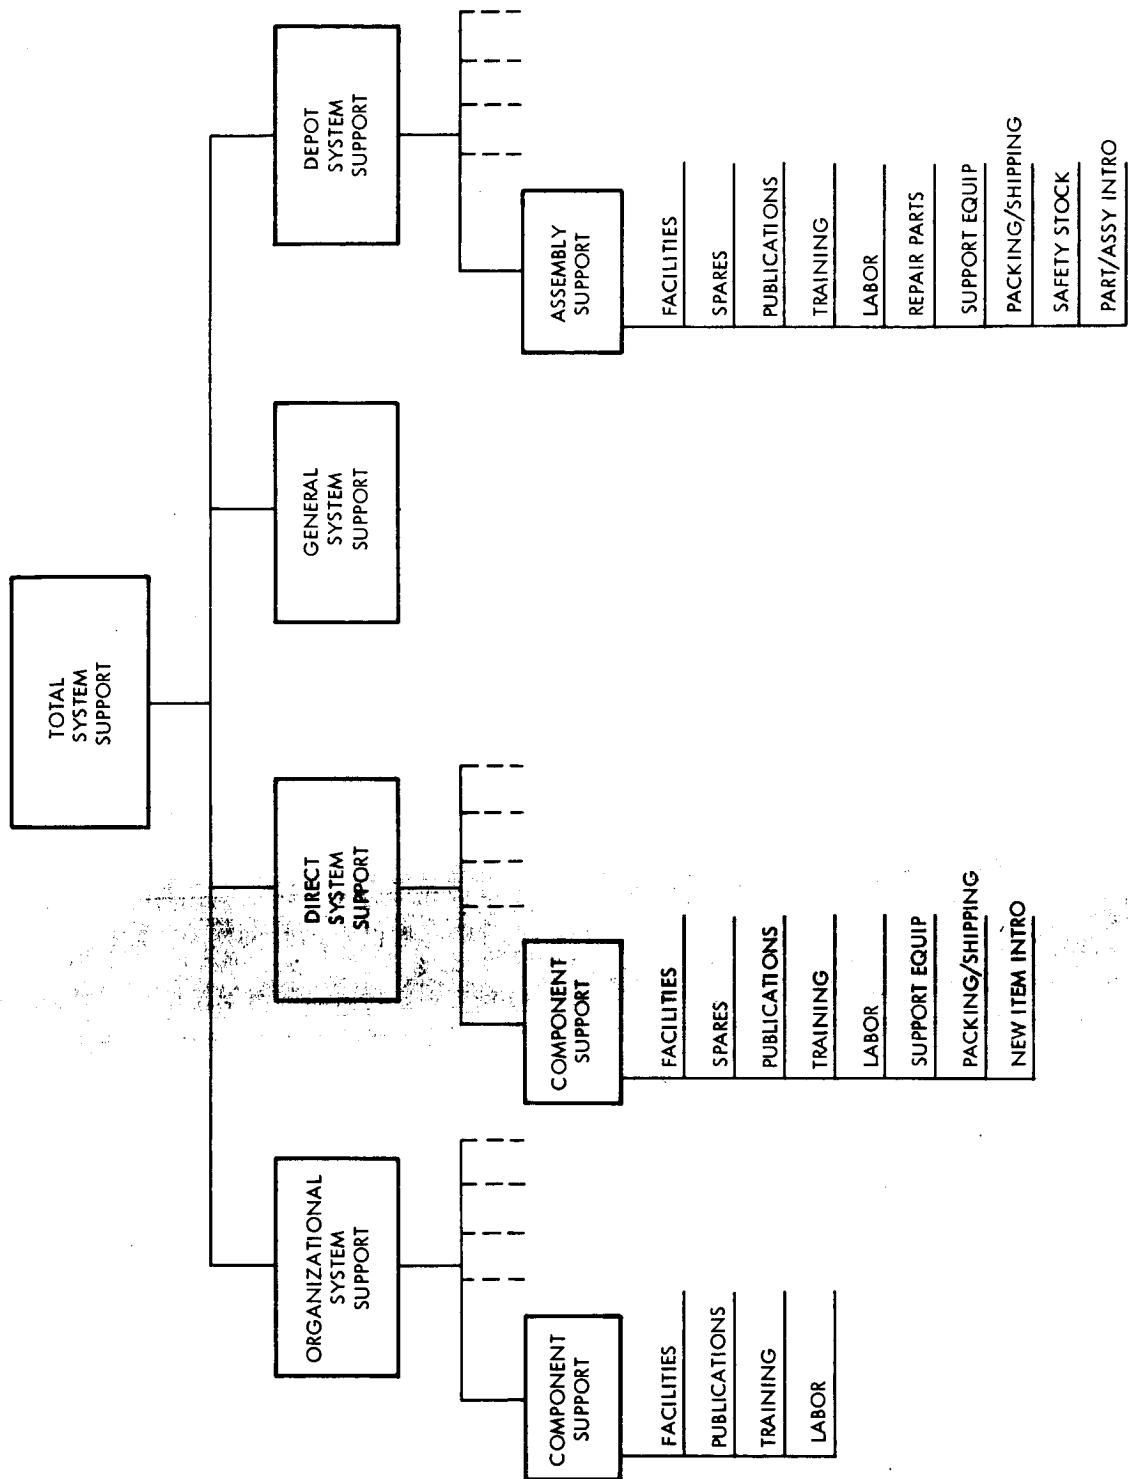 TOTAL
SYSTEM
SUPPORT
ORGANIZATIONAL
SYSTEM
SUPPORT
DIRECT
SYSTEM
SUPPORT
GENERAL
SYSTEM
SUPPORT
DEPOT
SYSTEM
SUPPORT
COMPONENT
SUPPORT
FACILITIES
PUBLICATIONS
TRAINING
LABOR
COMPONENT
SUPPORT
FACILITIES
SPARES
PUBLICATIONS
TRAINING
LABOR
SUPPORT EQUIP
PACKING/SHIPPING
NEW ITEM INTRO
ASSEMBLY
SUPPORT
FACILITIES
SPARES
PUBLICATIONS
TRAINING
LABOR
REPAIR PARTS
SUPPORT EQUIP
PACKING/SHIPPING
SAFETY STOCK
PART/ASSY INTRO